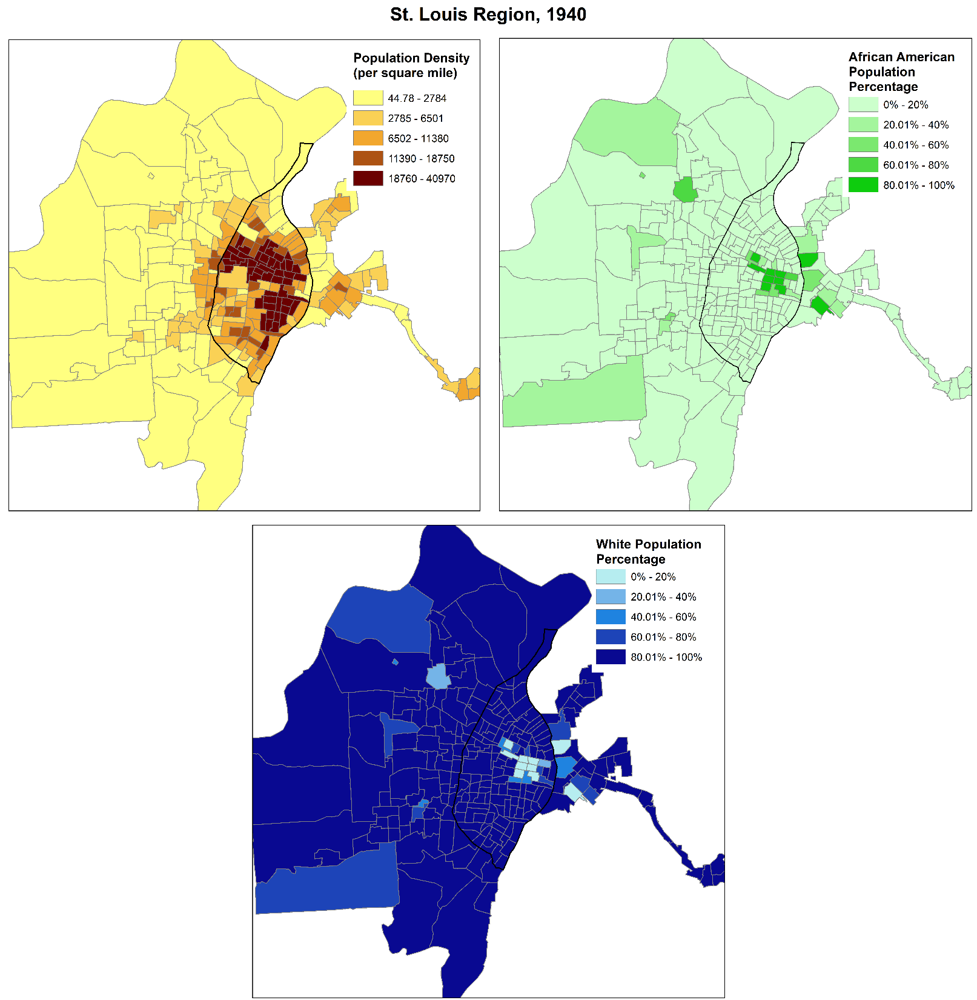 St. Louis Region, 1940
Population Density
(per square mile)
44.78 - 2784
2785 - 6501
6502 - 11380
11390 - 18750
18760 - 40970
African American
Population
Percentage
0% - 20%
20.01% - 40%
40.01% - 60%
60.01% - 80%
80.01% - 100%
White Population
Percentage
0% - 20%
20.01% - 40%
40.01% - 60%
60.01% - 80%
80.01% - 100%